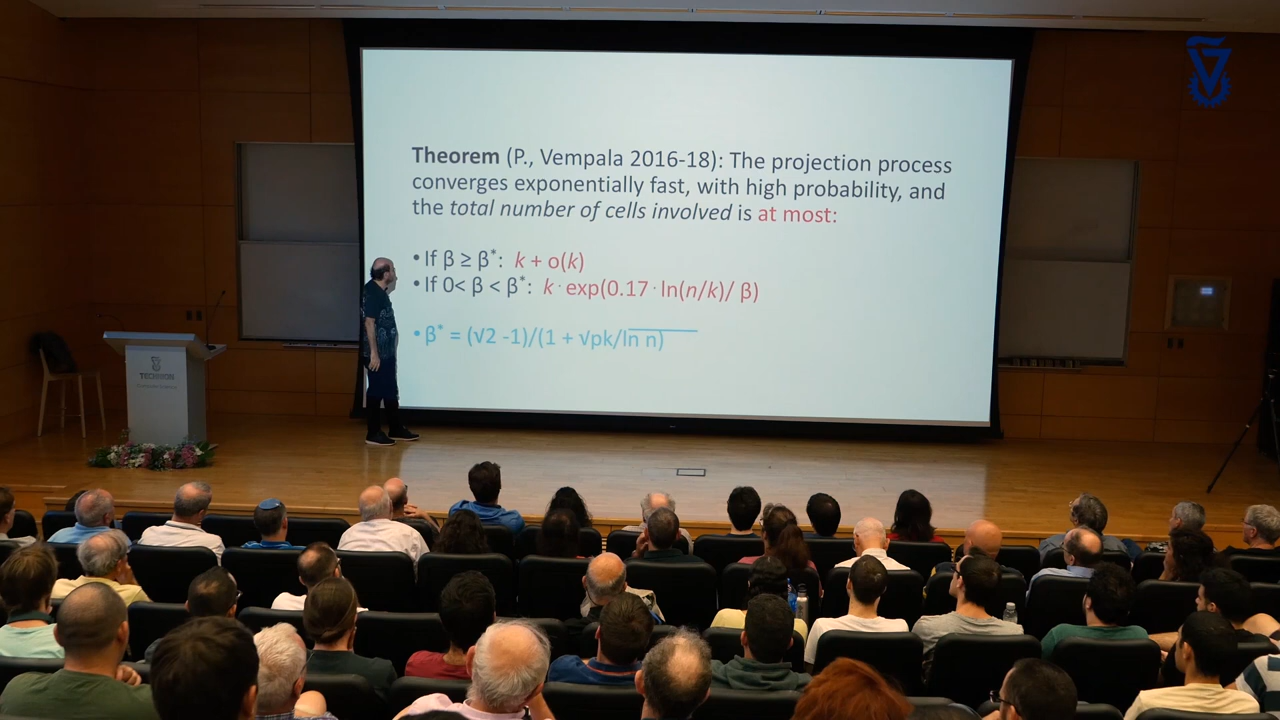 Theorem (P., Vempala 2016-18): The projection process
converges exponentially fast, with high probability, and
the total number of cells involved is at most:
• If β ≥ β*: k + o(k)
• If 0< β < β*: k · exp(0.17 · ln(n/k)/ β)
• β* = (√2 -1)/(1 + √pk/ln n)
TECHNION